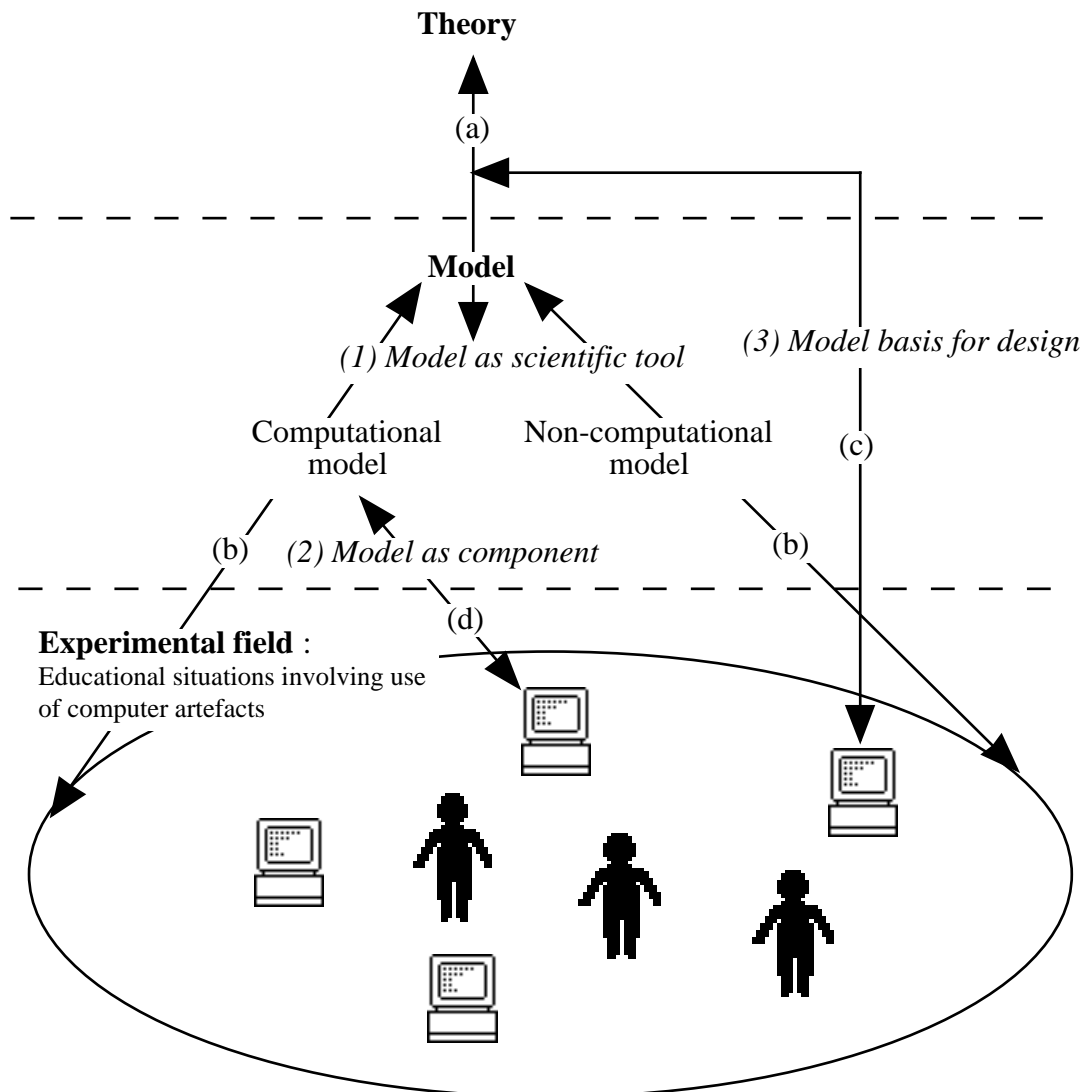 Theory
(a)
Model
(1) Model as scientific tool
(3) Model basis for design
Computational
model
Non-computational
model
(c)
(b)
(2) Model as component
(b)
(d)
Experimental field :
Educational situations involving use
of computer artefacts